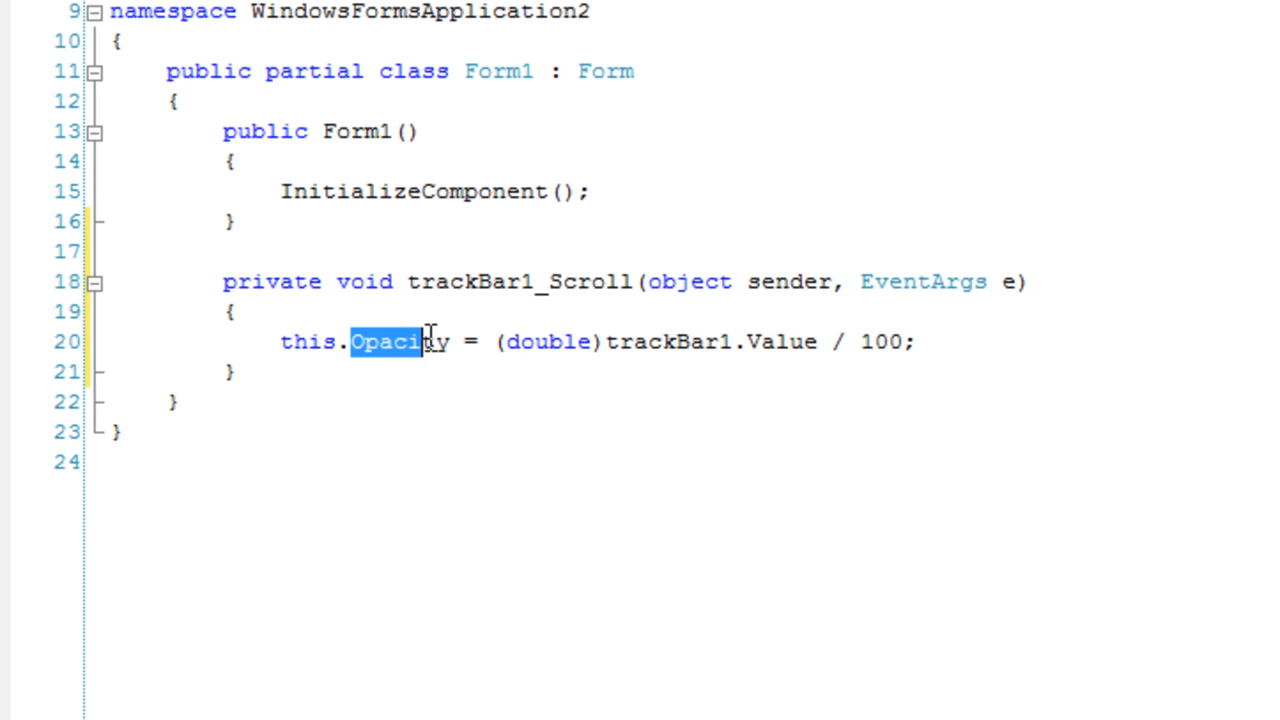 9 namespace WindowsFormsApplication2
10 {
11 public partial class Form1 : Form
12 {
13 public Form1()
14 {
15 InitializeComponent();
16 }
17
18 private void trackBar1_Scroll(object sender, EventArgs e)
19 {
20 this.Opacity = (double)trackBar1.Value / 100;
21 }
22 }
23 }
24